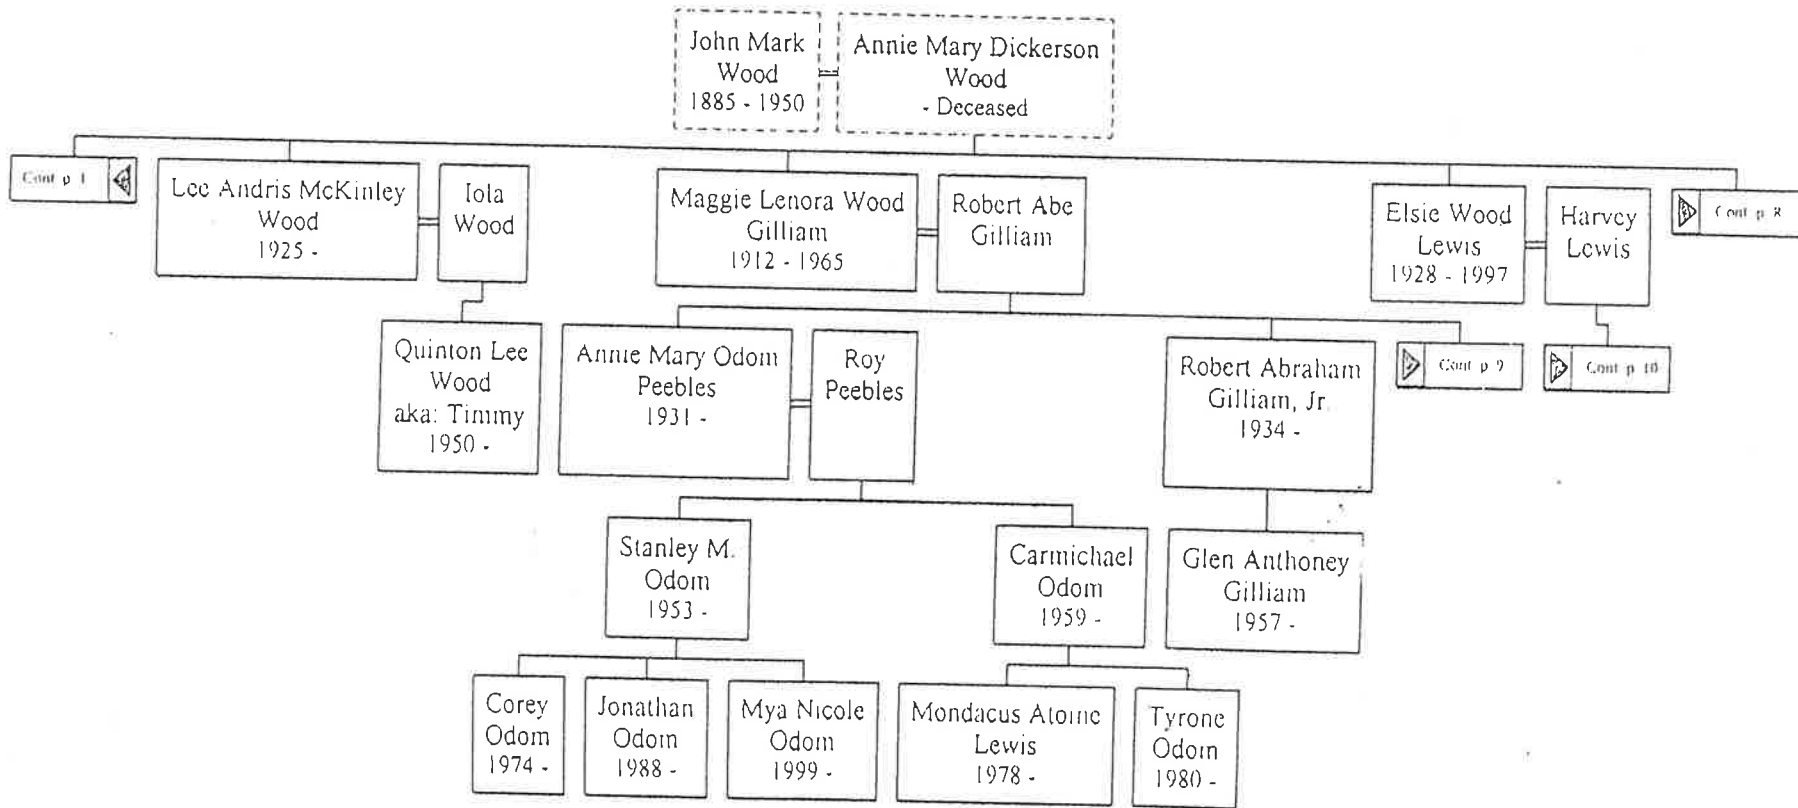 John Mark
Wood
1885 - 1950
Annie Mary Dickerson
Wood
- Deceased
Cont p 1
Lee Andris McKinley
Wood
1925 -
Iola
Wood
Maggie Lenora Wood
Gilliam
1912 - 1965
Robert Abe
Gilliam
Elsie Wood
Lewis
1928 - 1997
Harvey
Lewis
Cont p 8
Quinton Lee
Wood
aka: Timmy
1950 -
Annie Mary Odom
Peebles
1931 -
Roy
Peebles
Robert Abraham
Gilliam, Jr.
1934 -
Cont p 9
Cont p 10
Stanley M.
Odom
1953 -
Carmichael
Odom
1959 -
Glen Anthoney
Gilliam
1957 -
Corey
Odom
1974 -
Jonathan
Odom
1988 -
Mya Nicole
Odom
1999 -
Mondacus Atoine
Lewis
1978 -
Tyrone
Odom
1980 -